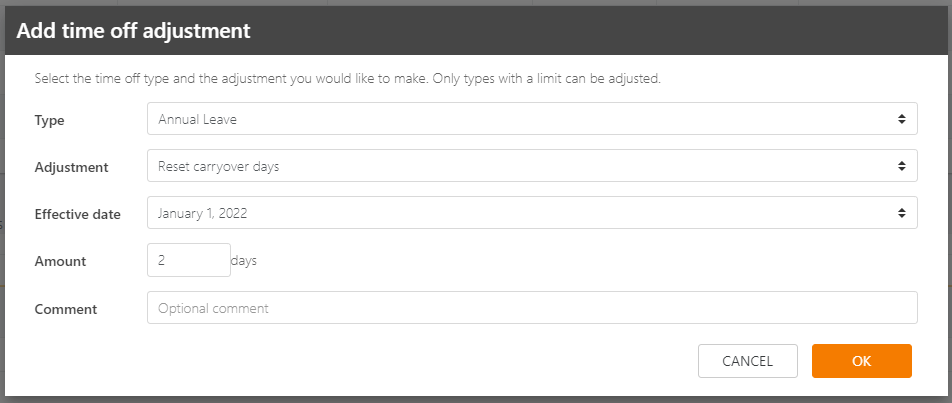 Add time off adjustment
Select the time off type and the adjustment you would like to make. Only types with a limit can be adjusted.
Type Annual Leave
Adjustment Reset carryover days
Effective date January 1, 2022
Amount 2 days
Comment Optional comment
CANCEL OK